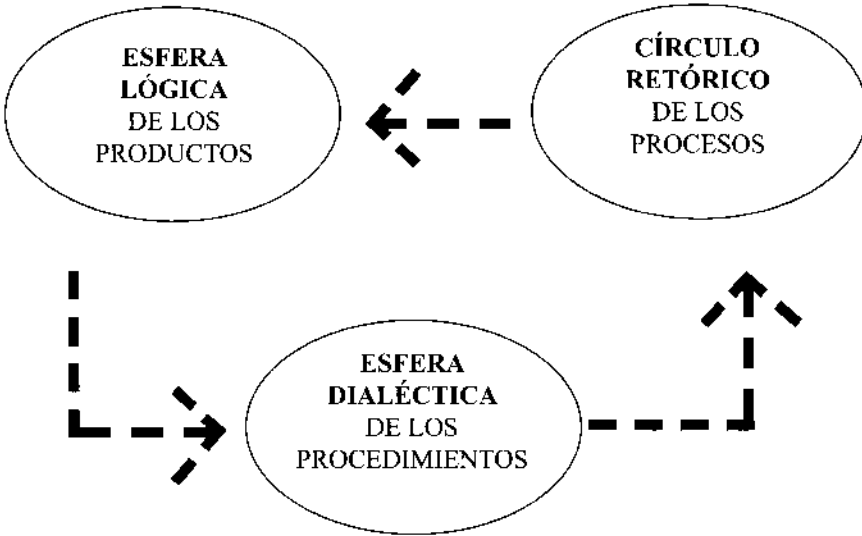 ESFERA
LÓGICA
DE LOS
PRODUCTOS
CÍRCULO
RETÓRICO
DE LOS
PROCESOS
ESFERA
DIALÉCTICA
DE LOS
PROCEDIMIENTOS